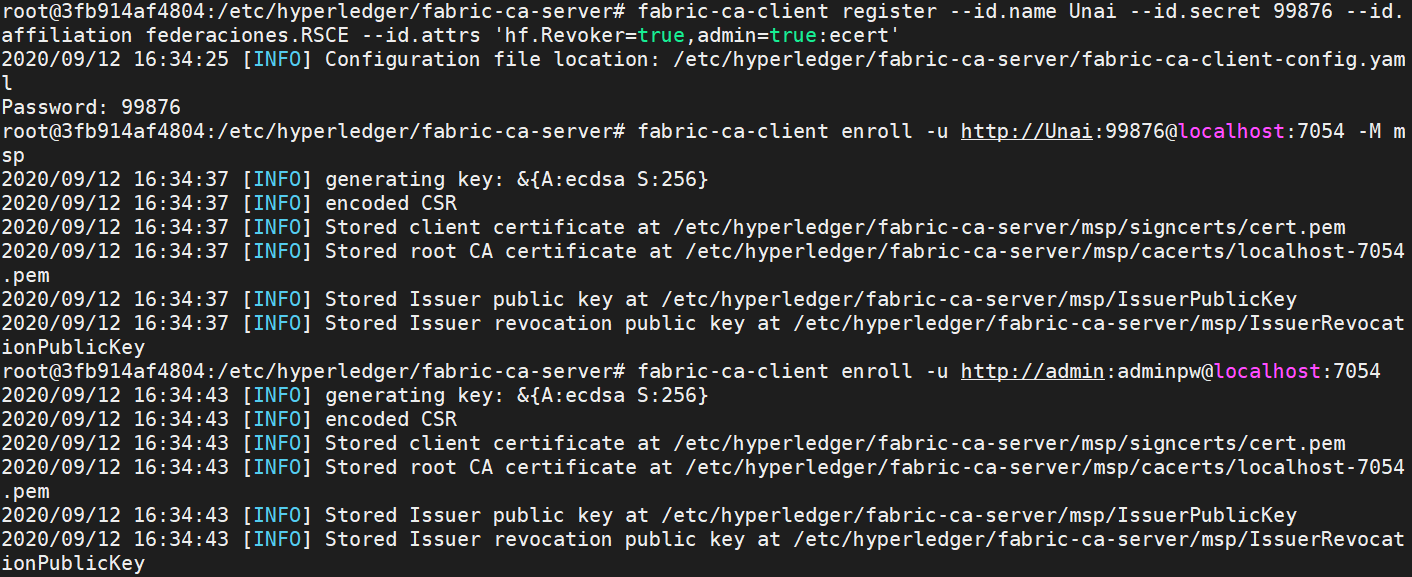 root@3fb914af4804:/etc/hyperledger/fabric-ca-server# fabric-ca-client register --id.name Unai --id.secret 99876 --id.
affiliation federaciones.RSCE --id.attrs 'hf.Revoker=true,admin=true:ecert'
2020/09/12 16:34:25 [INFO] Configuration file location: /etc/hyperledger/fabric-ca-server/fabric-ca-client-config.yam
l
Password: 99876
root@3fb914af4804:/etc/hyperledger/fabric-ca-server# fabric-ca-client enroll -u http://Unai:99876@localhost:7054 -M m
sp
2020/09/12 16:34:37 [INFO] generating key: &{A:ecdsa S:256}
2020/09/12 16:34:37 [INFO] encoded CSR
2020/09/12 16:34:37 [INFO] Stored client certificate at /etc/hyperledger/fabric-ca-server/msp/signcerts/cert.pem
2020/09/12 16:34:37 [INFO] Stored root CA certificate at /etc/hyperledger/fabric-ca-server/msp/cacerts/localhost-7054
.pem
2020/09/12 16:34:37 [INFO] Stored Issuer public key at /etc/hyperledger/fabric-ca-server/msp/IssuerPublicKey
2020/09/12 16:34:37 [INFO] Stored Issuer revocation public key at /etc/hyperledger/fabric-ca-server/msp/IssuerRevocat
ionPublicKey
root@3fb914af4804:/etc/hyperledger/fabric-ca-server# fabric-ca-client enroll -u http://admin:adminpw@localhost:7054
2020/09/12 16:34:43 [INFO] generating key: &{A:ecdsa S:256}
2020/09/12 16:34:43 [INFO] encoded CSR
2020/09/12 16:34:43 [INFO] Stored client certificate at /etc/hyperledger/fabric-ca-server/msp/signcerts/cert.pem
2020/09/12 16:34:43 [INFO] Stored root CA certificate at /etc/hyperledger/fabric-ca-server/msp/cacerts/localhost-7054
.pem
2020/09/12 16:34:43 [INFO] Stored Issuer public key at /etc/hyperledger/fabric-ca-server/msp/IssuerPublicKey
2020/09/12 16:34:43 [INFO] Stored Issuer revocation public key at /etc/hyperledger/fabric-ca-server/msp/IssuerRevocat
ionPublicKey